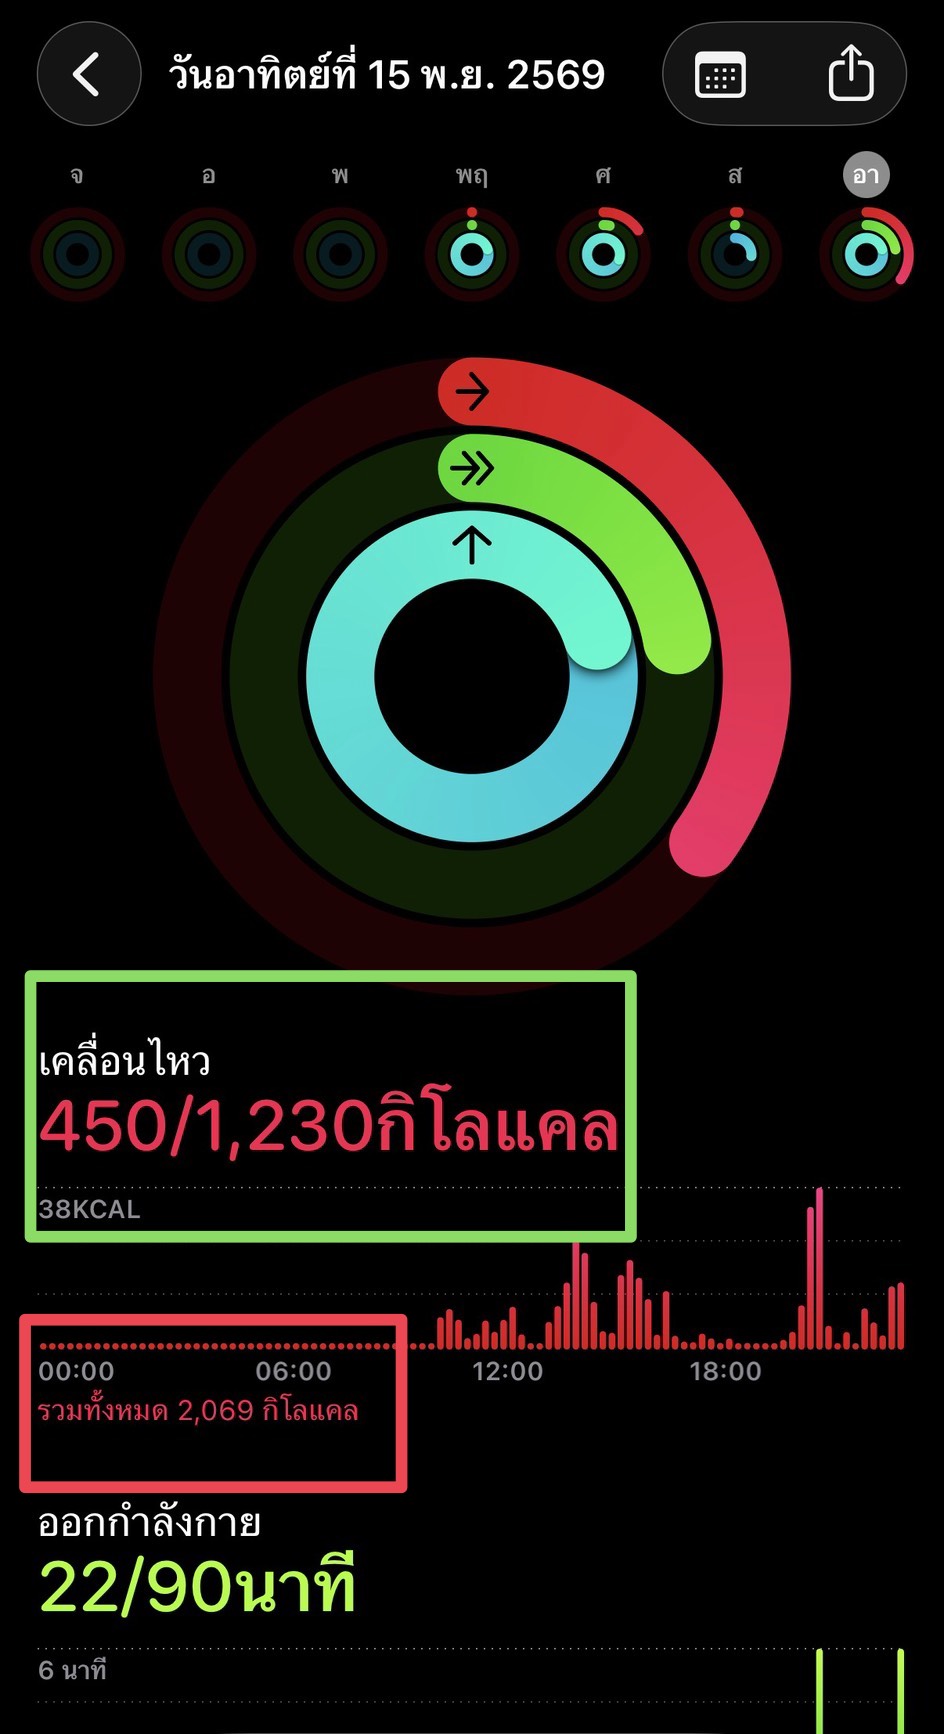 วันอาทิตย์ที่ 15 พ.ย. 2569
จ อ พ พฤ ศ ส อา
เคลื่อนไหว
450/1,230กิโลแคล
38KCAL
00:00 06:00 12:00 18:00
รวมทั้งหมด 2,069 กิโลแคล
ออกกำลังกาย
22/90นาที
6 นาที